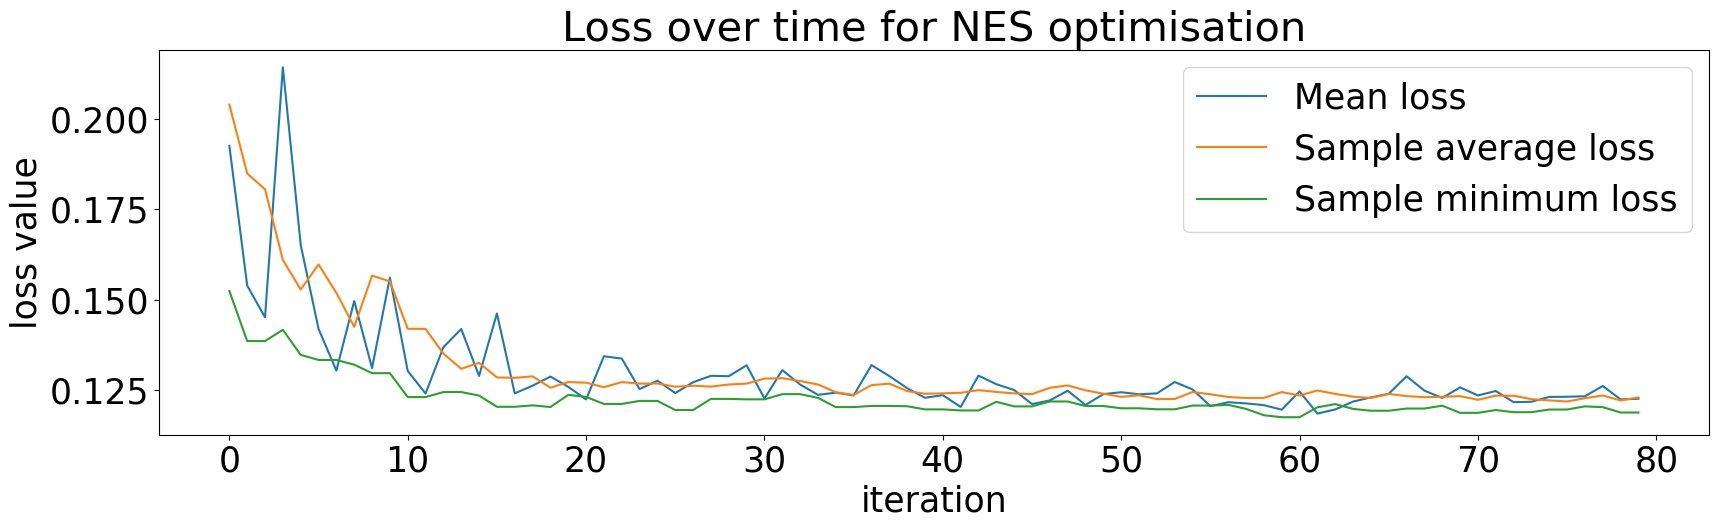 Loss over time for NES optimisation
loss value
0.200
0.175
0.150
0.125
Mean loss
Sample average loss
Sample minimum loss
0 10 20 30 40 50 60 70 80
iteration